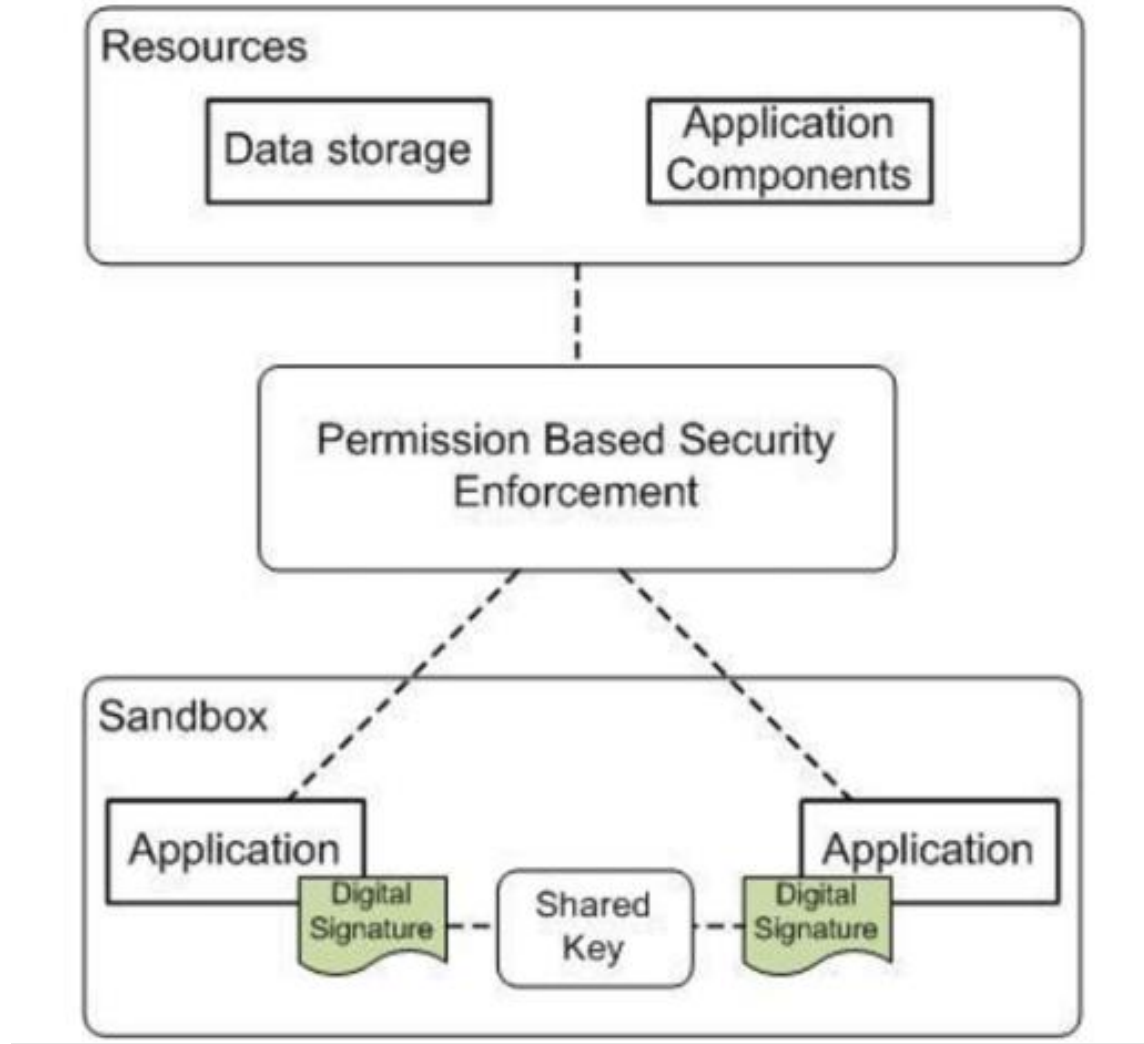 Resources
Data storage
Application
Components
Permission Based Security
Enforcement
Sandbox
Application
Digital
Signature
Shared
Key
Application
Digital
Signature